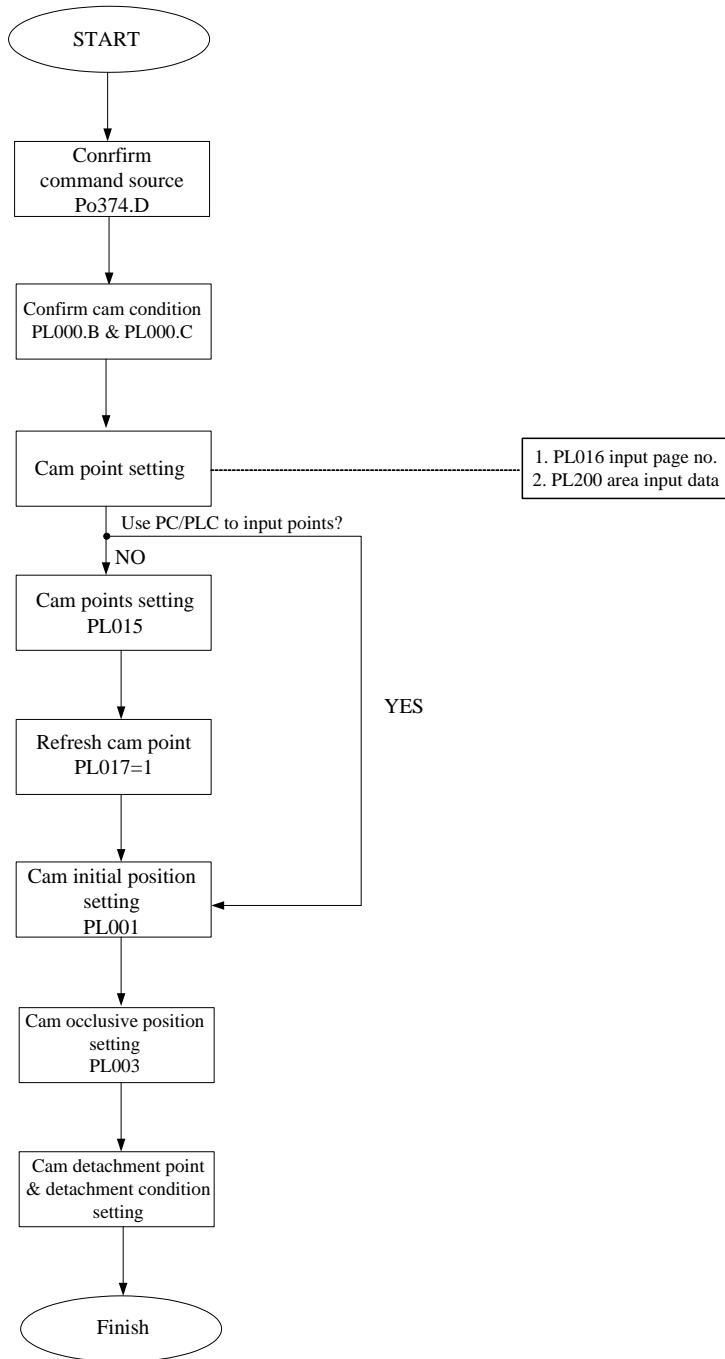 START
Conrfirm
command source
Po374.D
Confirm cam condition
PL000.B & PL000.C
Cam point setting
1. PL016 input page no.
2. PL200 area input data
Use PC/PLC to input points?
NO
Cam points setting
PL015
YES
Refresh cam point
PL017=1
Cam initial position
setting
PL001
Cam occlusive position
setting
PL003
Cam detachment point
& detachment condition
setting
Finish